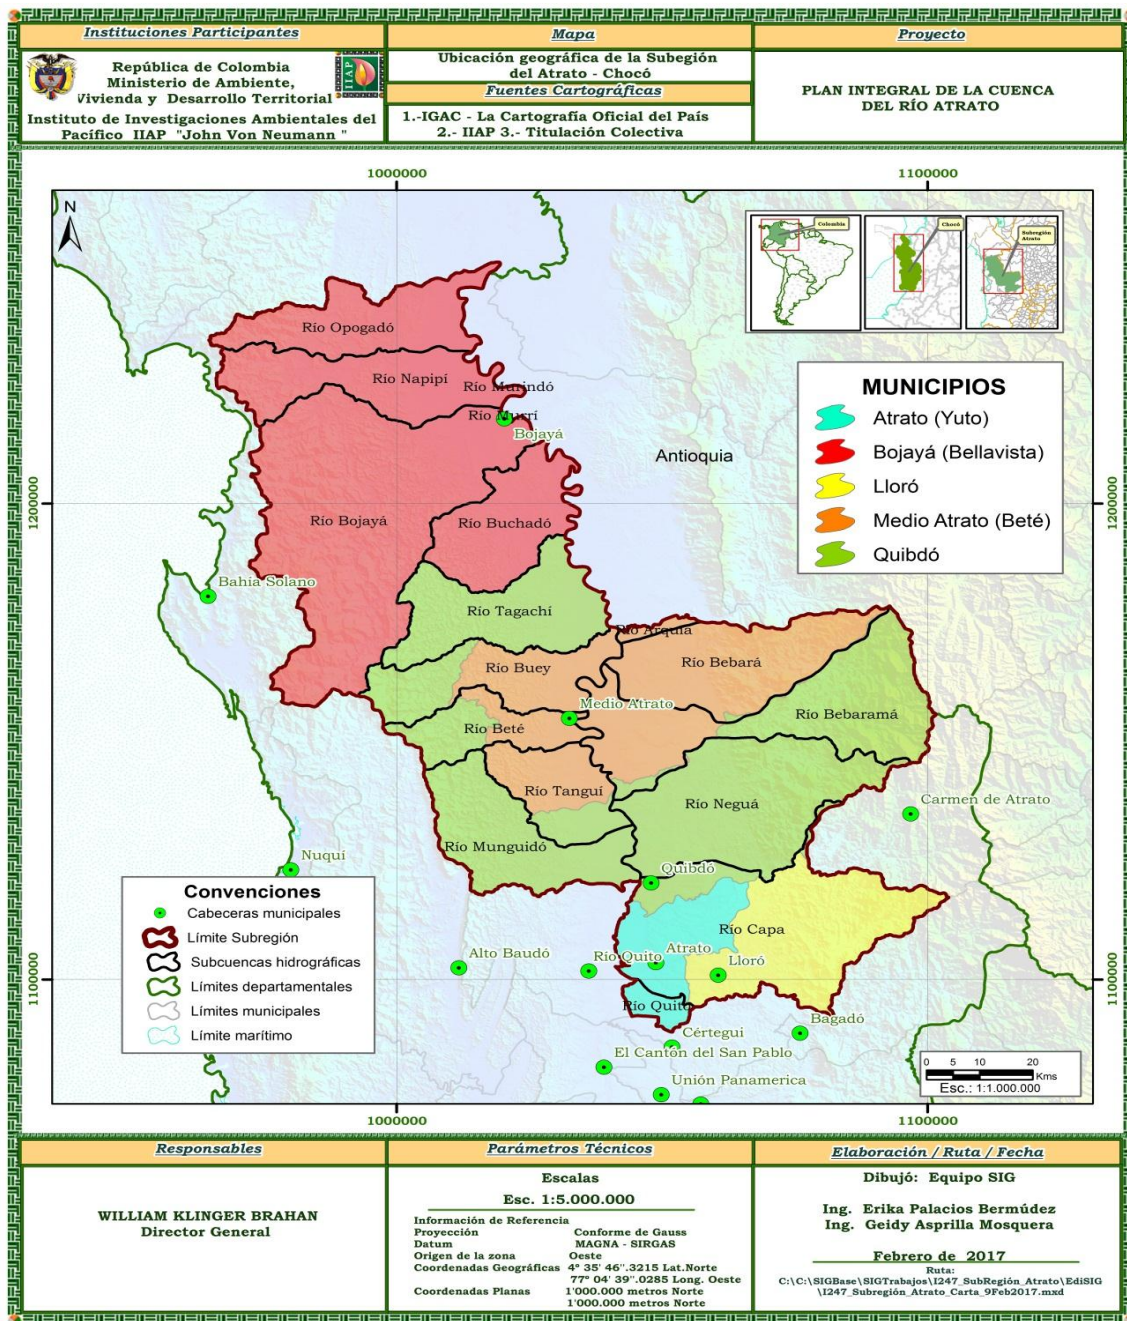 Instituciones Participantes
República de Colombia
Ministerio de Ambiente,
Vivienda y Desarrollo Territorial
Instituto de Investigaciones Ambientales del
Pacífico IIAP "John Von Neumann "
IIAP
Mapa
Ubicación geográfica de la Subegión
del Atrato - Chocó
Fuentes Cartográficas
1.-IGAC - La Cartografía Oficial del País
2.- IIAP 3.- Titulación Colectiva
Proyecto
PLAN INTEGRAL DE LA CUENCA
DEL RÍO ATRATO
1000000
1100000
N
Colombia
Chocó
Subregión
Atrato
Río Opogadó
Río Napipí
Río Murindó
Río Murrí
Bojayá
Antioquia
MUNICIPIOS
Atrato (Yuto)
Bojayá (Bellavista)
Lloró
Medio Atrato (Beté)
Quibdó
1200000
1200000
Río Bojayá
Río Buchadó
Bahía Solano
Río Tagachí
Río Arquía
Río Buey
Río Bebará
Medio Atrato
Río Bebaramá
Río Beté
Río Tanguí
Río Neguá
Carmen de Atrato
Río Munguidó
Nuquí
Quibdó
Río Capa
Convenciones
Cabeceras municipales
Límite Subregión
Subcuencas hidrográficas
Límites departamentales
Límites municipales
Límite marítimo
Alto Baudó
Río Quito
Atrato
Lloró
1100000
1100000
Río Quito
Bagadó
Cértegui
El Cantón del San Pablo
Unión Panamerica
0 5 10 20
Kms
Esc.: 1:1.000.000
1000000
1100000
Responsables
WILLIAM KLINGER BRAHAN
Director General
Parámetros Técnicos
Escalas
Esc. 1:5.000.000
Información de Referencia
Proyección Conforme de Gauss
Datum MAGNA - SIRGAS
Origen de la zona Oeste
Coordenadas Geográficas 4° 35' 46".3215 Lat.Norte
77° 04' 39".0285 Long. Oeste
Coordenadas Planas 1'000.000 metros Norte
1'000.000 metros Norte
Elaboración / Ruta / Fecha
Dibujó: Equipo SIG
Ing. Erika Palacios Bermúdez
Ing. Geidy Asprilla Mosquera
Febrero de 2017
Ruta:
C:\C:\SIGBase\SIGTrabajos\I247_SubRegión_Atrato\EdiSIG
\I247_Subregión_Atrato_Carta_9Feb2017.mxd